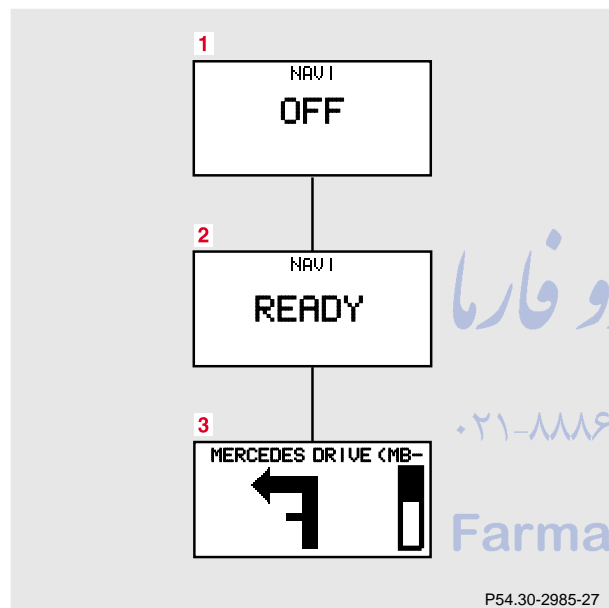 1
NAVI
OFF
2
NAVI
READY
فارما
3
MERCEDES DRIVE (MB-
۰۲۱-۸۸۸۶
Farma
P54.30-2985-27